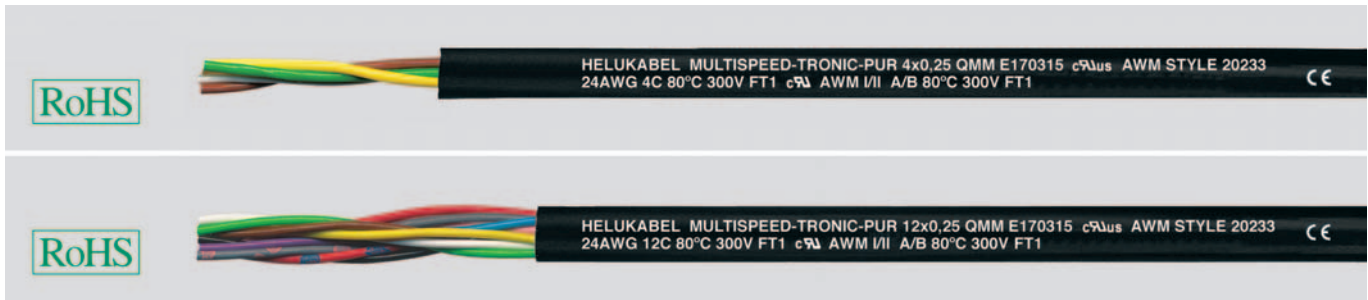 HELUKABEL MULTISPEED-TRONIC-PUR 4x0,25 QMM E170315 cRUus AWM STYLE 20233
24AWG 4C 80°C 300V FT1 cRU AWM I/II A/B 80°C 300V FT1
CE
RoHS
HELUKABEL MULTISPEED-TRONIC-PUR 12x0,25 QMM E170315 cRUus AWM STYLE 20233
24AWG 12C 80°C 300V FT1 cRU AWM I/II A/B 80°C 300V FT1
CE
RoHS